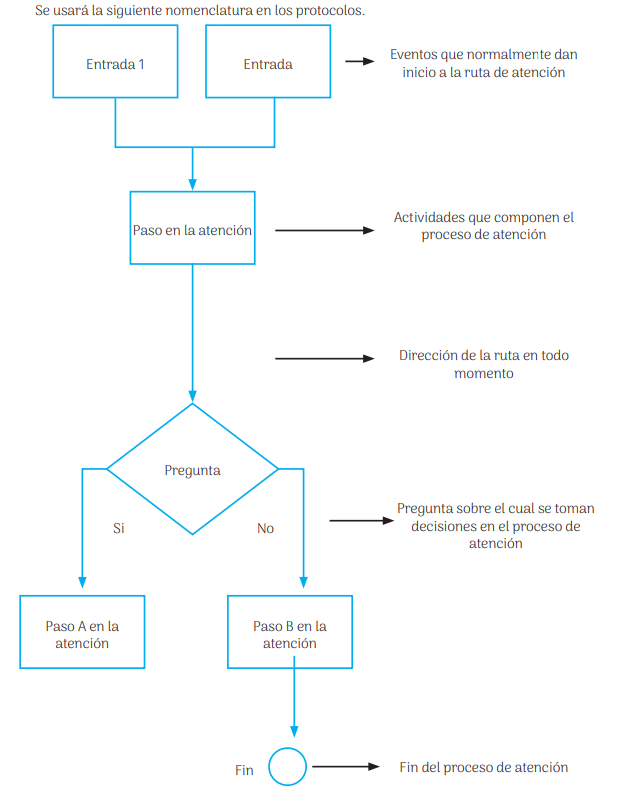 Se usará la siguiente nomenclatura en los protocolos.
Entrada 1
Entrada
Eventos que normalmente dan
inicio a la ruta de atención
Paso en la atención
Actividades que componen el
proceso de atención
Dirección de la ruta en todo
momento
Pregunta
Si
No
Pregunta sobre el cual se toman
decisiones en el proceso de
atención
Paso A en la
atención
Paso B en la
atención
Fin
Fin del proceso de atención